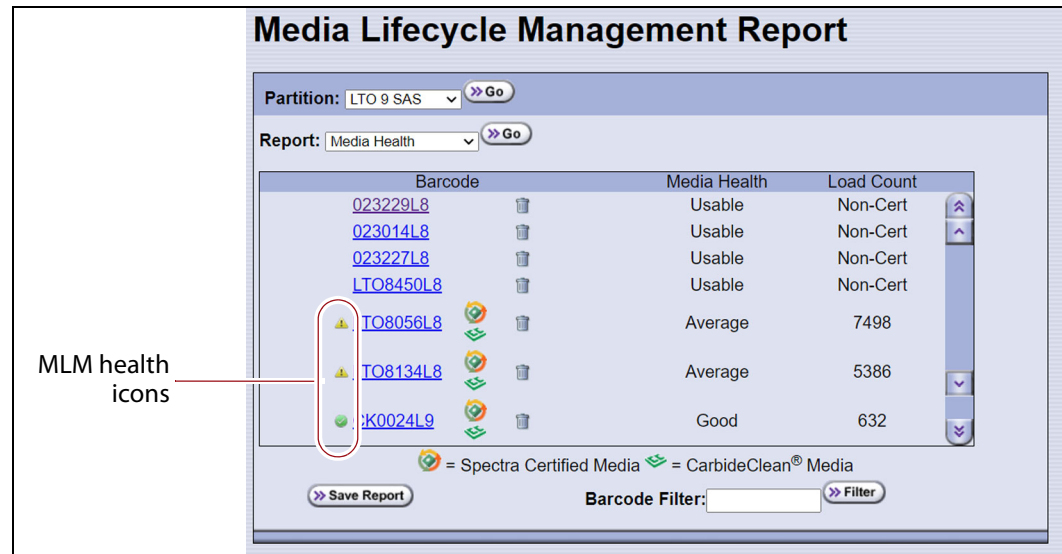 Media Lifecycle Management Report
Partition: LTO 9 SAS >> Go
Report: Media Health >> Go
Barcode Media Health Load Count
023229L8 Usable Non-Cert
023014L8 Usable Non-Cert
023227L8 Usable Non-Cert
LTO8450L8 Usable Non-Cert
TO8056L8 Average 7498
TO8134L8 Average 5386
MLM health
icons
CK0024L9 Good 632
= Spectra Certified Media = CarbideClean® Media
>> Save Report Barcode Filter: >> Filter